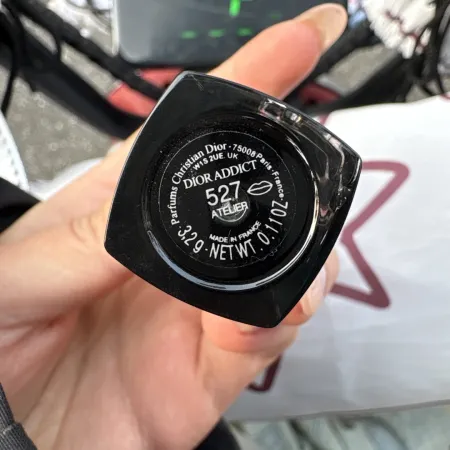 Parfums Christian Dior · 75008 Paris · France ·
W1S 2UE. UK
DIOR ADDICT
527
ATELIER
MADE IN FRANCE
3,2 g · NET WT. 0.11 OZ